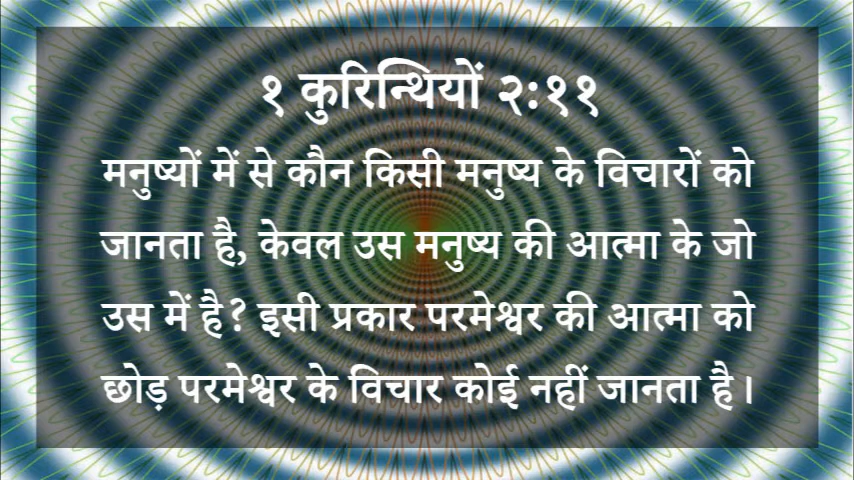 १ कुरिन्थियों २:११
मनुष्यों में से कौन किसी मनुष्य के विचारों को
जानता है, केवल उस मनुष्य की आत्मा के जो
उस में है? इसी प्रकार परमेश्वर की आत्मा को
छोड़ परमेश्वर के विचार कोई नहीं जानता है।